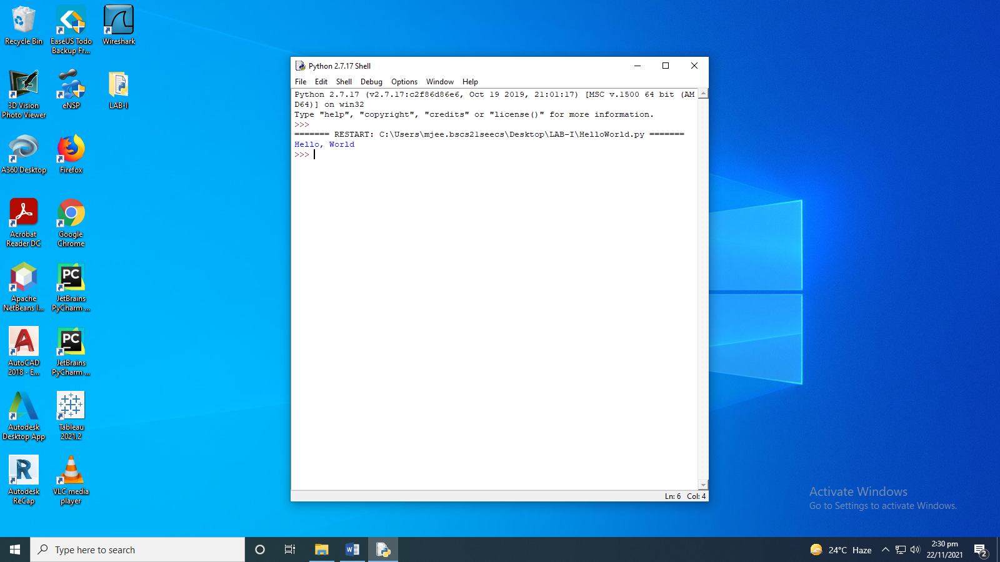 Recycle Bin
EaseUS Todo
Backup Fr...
Wireshark
3D Vision
Photo Viewer
eNSP
LAB-I
A360 Desktop
Firefox
Acrobat
Reader DC
Google
Chrome
Apache
NetBeans I...
PC
JetBrains
PyCharm ...
AutoCAD
2018 - E...
PC
JetBrains
PyCharm ...
Autodesk
Desktop App
Tableau
2021.2
Autodesk
ReCap
VLC media
player
Python 2.7.17 Shell
File Edit Shell Debug Options Window Help
Python 2.7.17 (v2.7.17:c2f86d86e6, Oct 19 2019, 21:01:17) [MSC v.1500 64 bit (AM
D64)] on win32
Type "help", "copyright", "credits" or "license()" for more information.
>>>
======= RESTART: C:\Users\mjee.bscs21seecs\Desktop\LAB-I\HelloWorld.py =======
Hello, World
>>>
Ln: 6 Col: 4
Activate Windows
Go to Settings to activate Windows.
Type here to search
24°C Haze
2:30 pm
22/11/2021
2